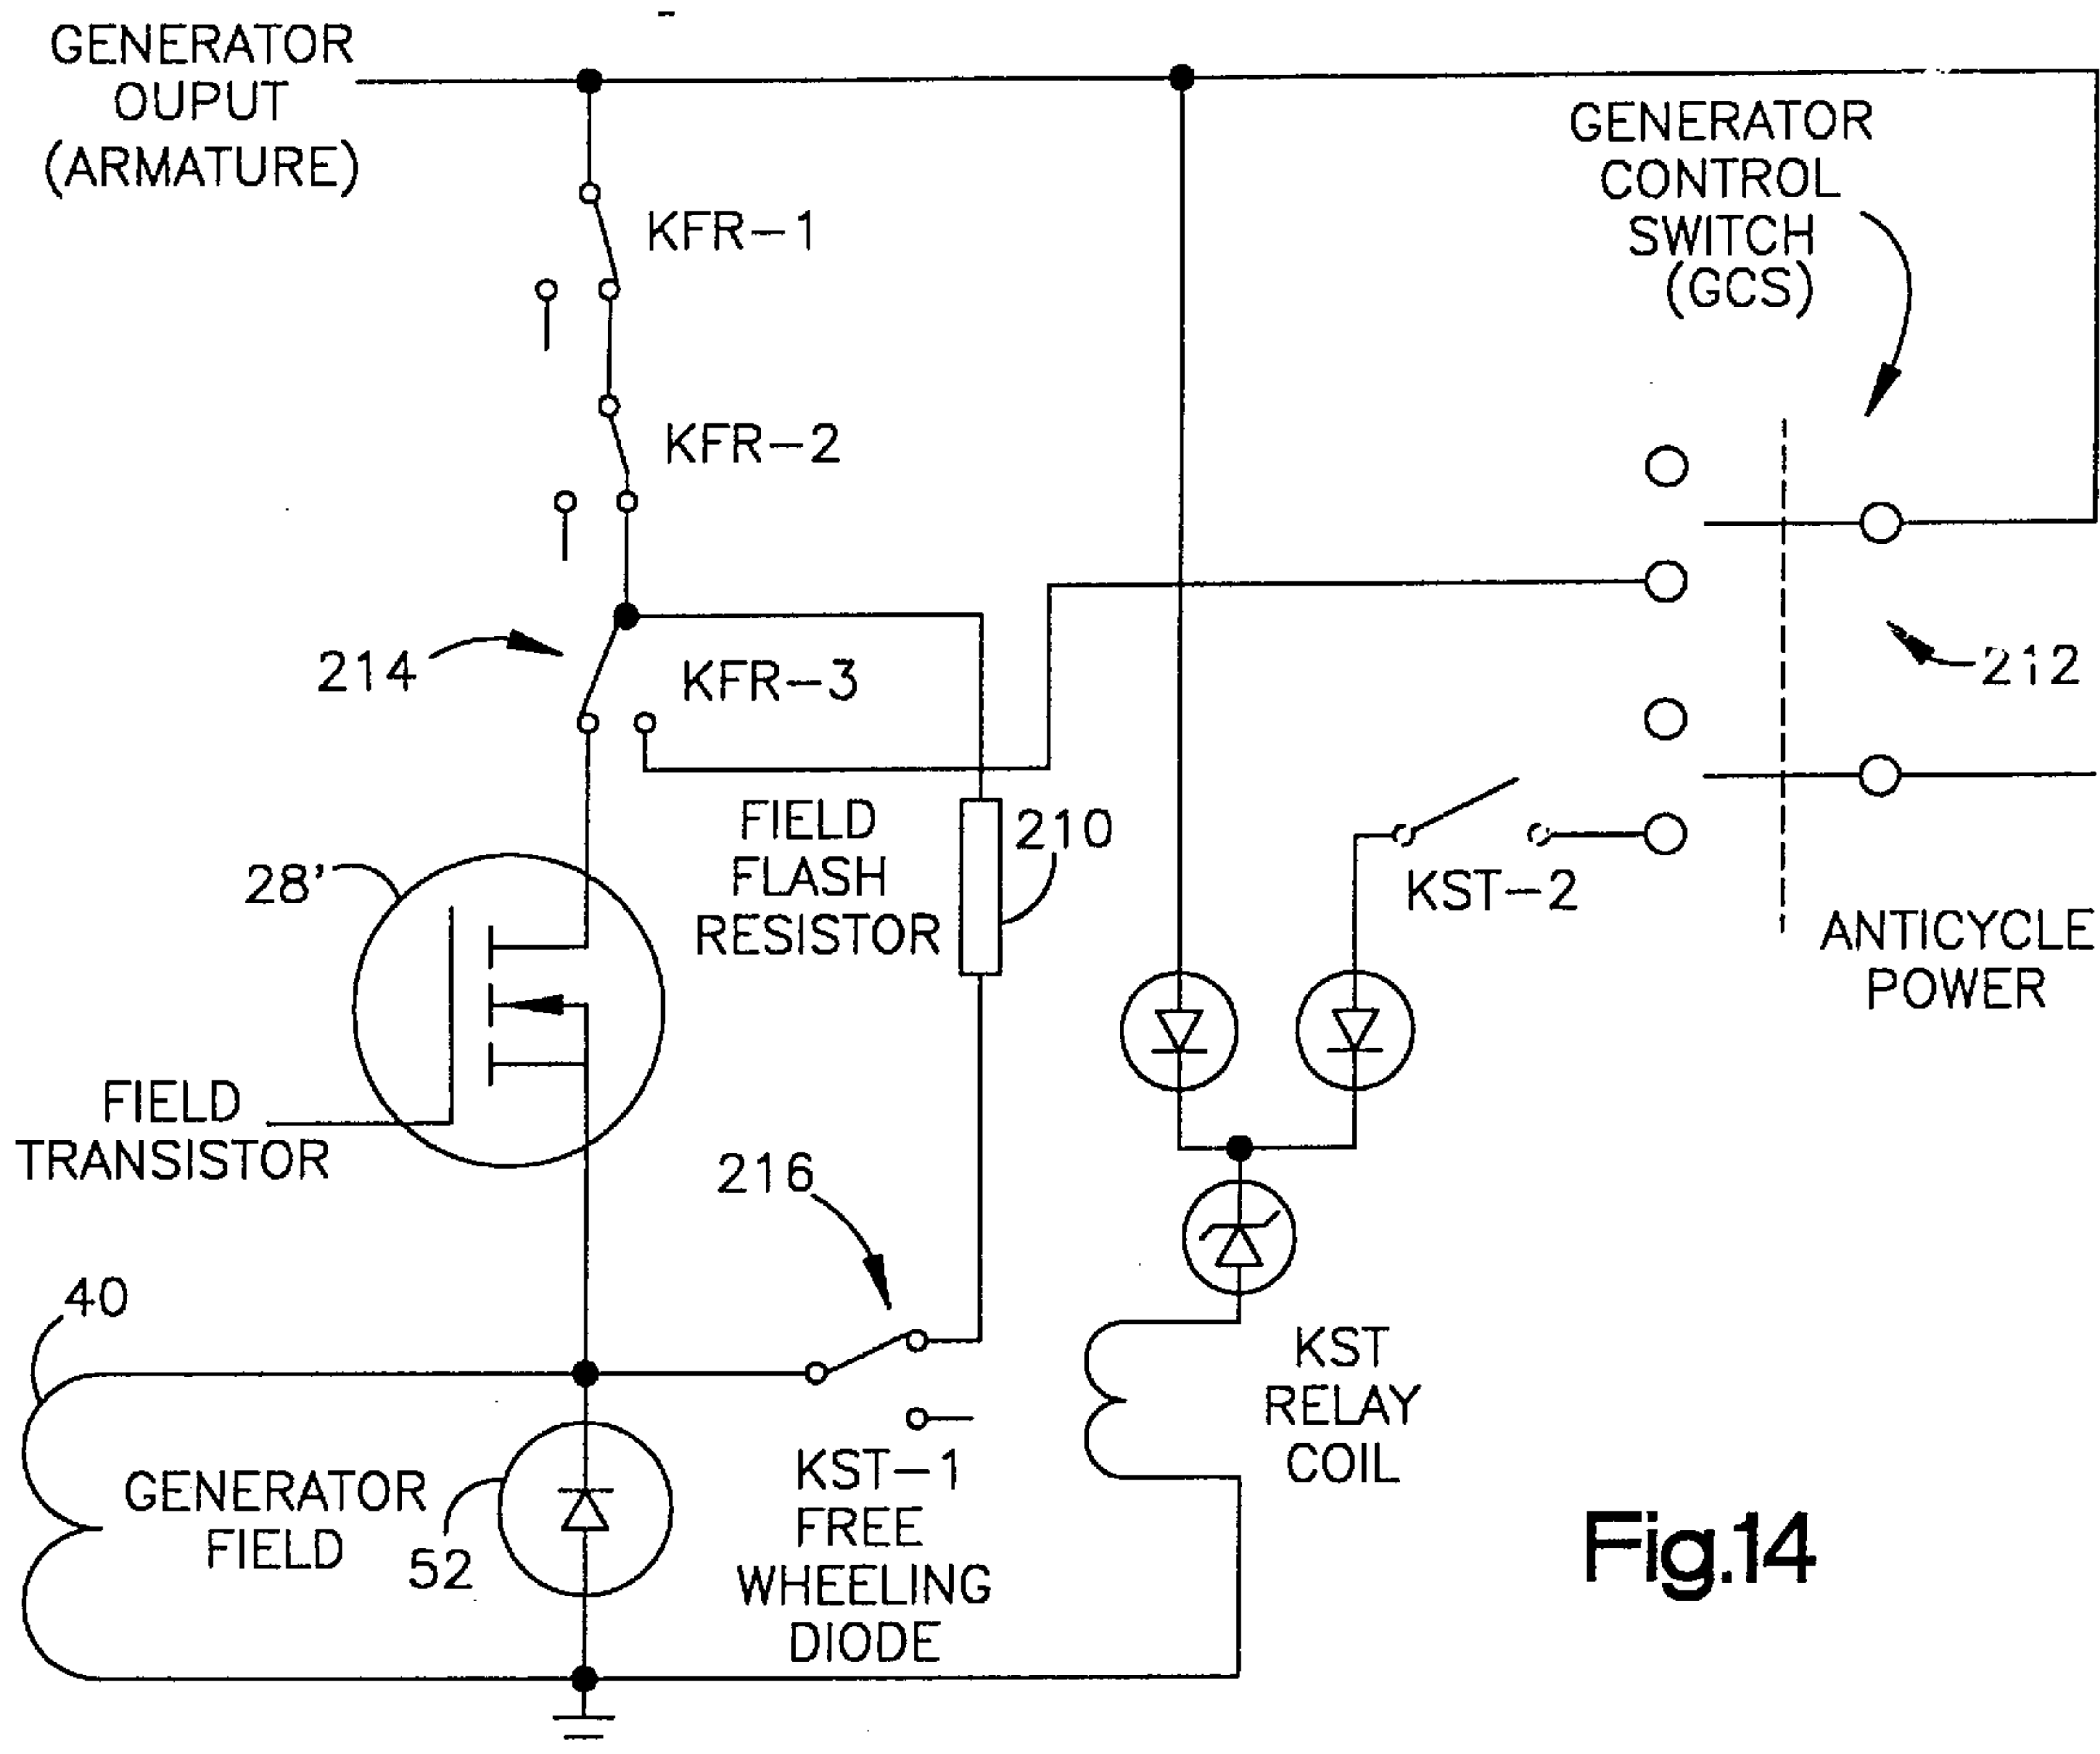 GENERATOR
OUPUT
(ARMATURE)
GENERATOR
CONTROL
SWITCH
(GCS)
KFR-1
KFR-2
214
KFR-3
212
FIELD
FLASH
RESISTOR
210
28'
KST-2
ANTICYCLE
POWER
FIELD
TRANSISTOR
216
40
GENERATOR
FIELD
52
KST-1
FREE
WHEELING
DIODE
KST
RELAY
COIL
Fig.14